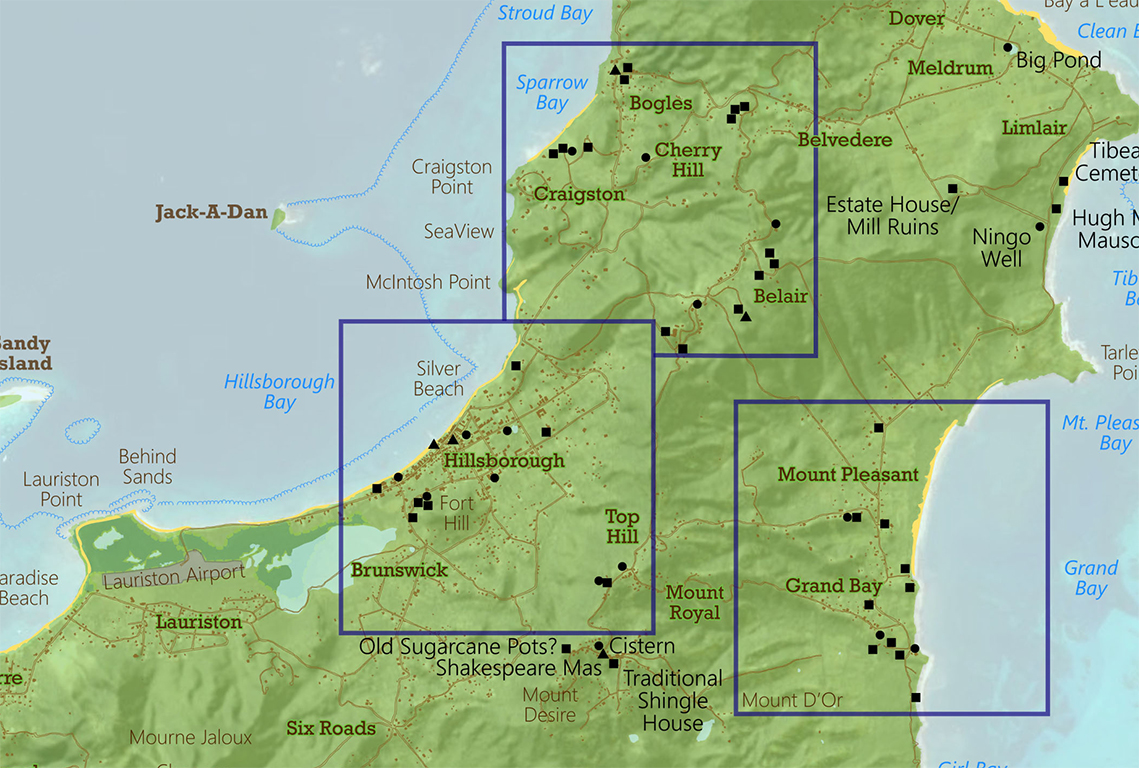 Bay à L'eau
Stroud Bay
Dover
Clean B
Big Pond
Meldrum
Sparrow
Bay
Bogles
Limlair
Belvedere
Cherry
Hill
Tibea
Cemet
Craigston
Point
Craigston
Jack-A-Dan
Estate House/
Mill Ruins
Hugh M
Mausc
SeaView
Ningo
Well
McIntosh Point
Tib
Ba
Belair
Sandy
sland
Tarle
Poi
Hillsborough
Bay
Silver
Beach
Mt. Pleas
Bay
Behind
Sands
Hillsborough
Mount Pleasant
Lauriston
Point
Fort
Hill
Top
Hill
aradise
Beach
Lauriston Airport
Brunswick
Grand
Bay
Grand Bay
Mount
Royal
Lauriston
Old Sugarcane Pots?
Cistern
Shakespeare Mas
Traditional
Shingle
House
rre
Mount
Desire
Mount D'Or
Six Roads
Mourne Jaloux
Girl Bay